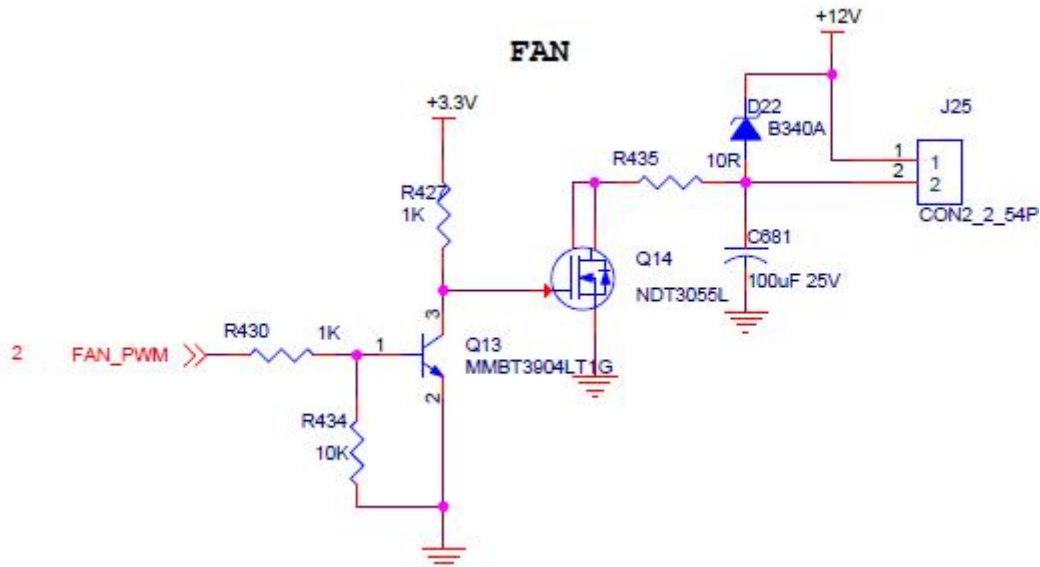 FAN
+12V
+3.3V
D22
B340A
J25
R427
1K
R435
10R
1
2
1
2
CON2_2_54P
C681
100uF 25V
Q14
NDT3055L
3
2
FAN_PWM
R430
1K
1
Q13
MMBT3904LT1G
2
R434
10K